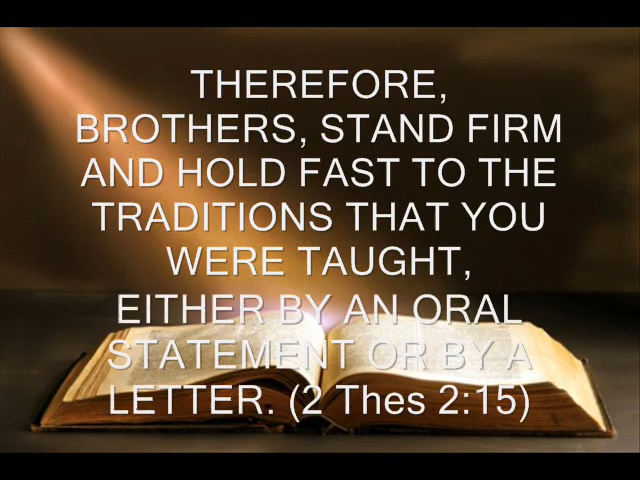 THEREFORE,
BROTHERS, STAND FIRM
AND HOLD FAST TO THE
TRADITIONS THAT YOU
WERE TAUGHT,
EITHER BY AN ORAL
STATEMENT OR BY A
LETTER. (2 Thes 2:15)